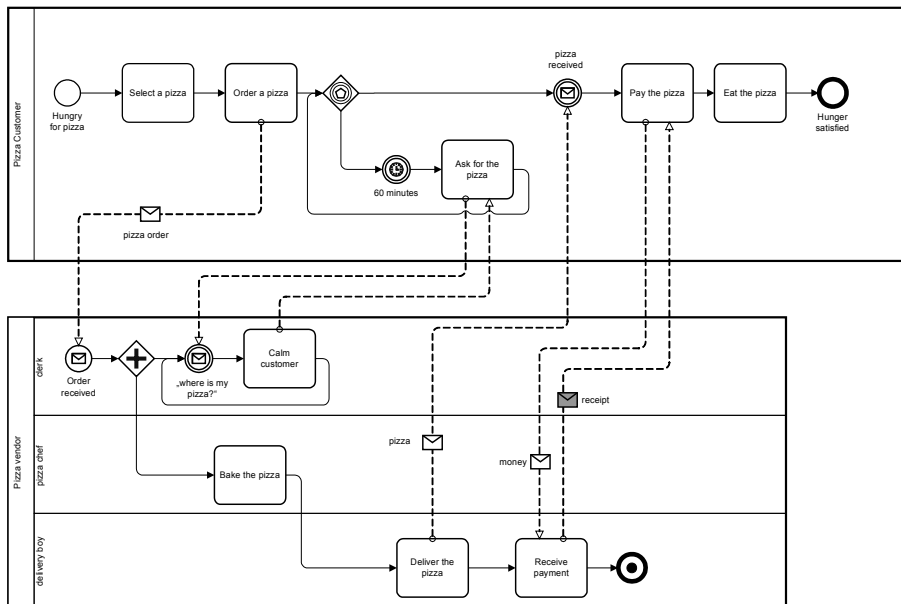 Pizza Customer
Hungry
for pizza
Select a pizza
Order a pizza
pizza
received
Pay the pizza
Eat the pizza
Hunger
satisfied
60 minutes
Ask for the
pizza
pizza order
Pizza vendor
clerk
Order
received
„where is my
pizza?“
Calm
customer
receipt
pizza chef
pizza
money
Bake the pizza
delivery boy
Deliver the
pizza
Receive
payment